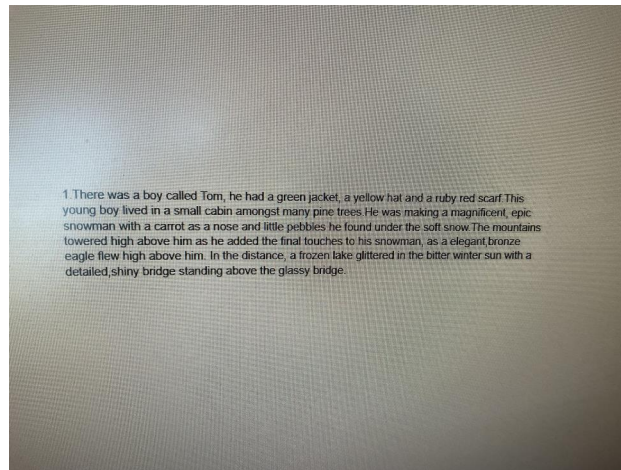 1.There was a boy called Tom, he had a green jacket, a yellow hat and a ruby red scarf.This
young boy lived in a small cabin amongst many pine trees.He was making a magnificent, epic
snowman with a carrot as a nose and little pebbles he found under the soft snow.The mountains
towered high above him as he added the final touches to his snowman, as a elegant,bronze
eagle flew high above him. In the distance, a frozen lake glittered in the bitter winter sun with a
detailed,shiny bridge standing above the glassy bridge.